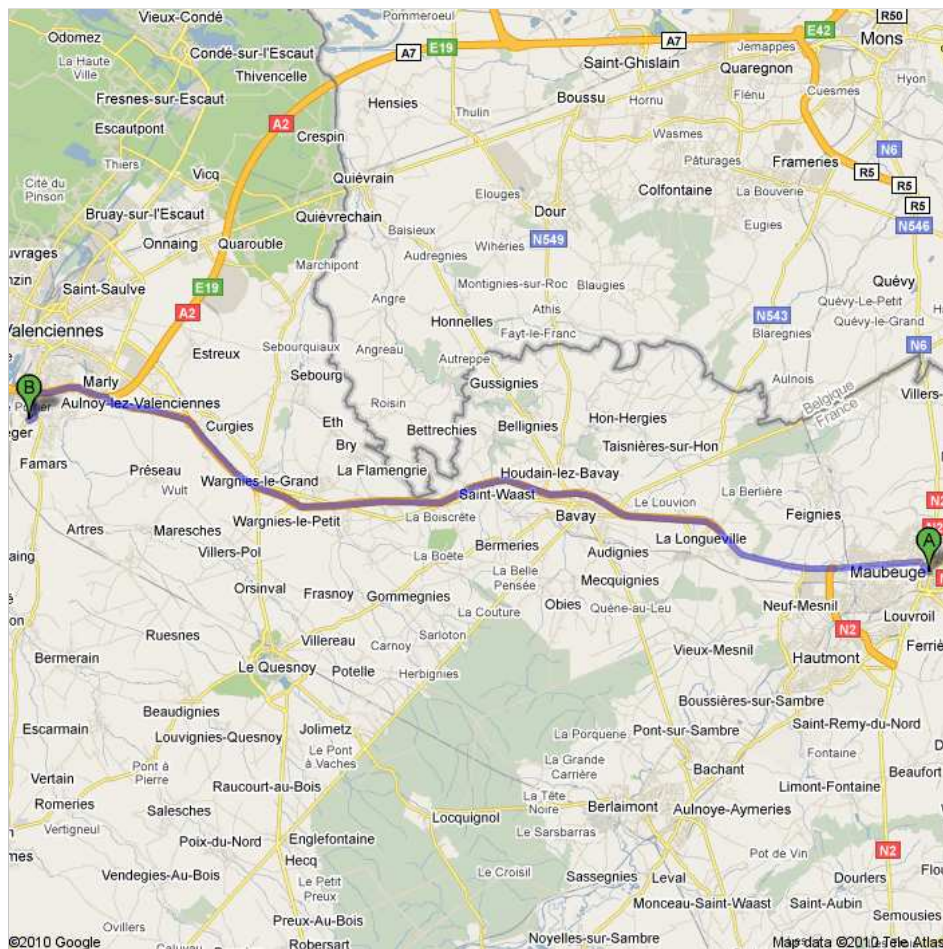 Vieux-Condé
Pommeroeul
R50
Odomez
Condé-sur-l'Escaut
E19
A7
A7
E42
Mons
La Haute
Ville
Thivencelle
Saint-Ghislain
Jemappes
Quaregnon
Hyon
Fresnes-sur-Escaut
Hensies
Thulin
Boussu
Hornu
Flénu
Cuesmes
Escautpont
A2
Crespin
Wasmes
N6
Thiers
Vicq
Quiévrain
Pâturages
Frameries
R5
Cité du
Pinson
Elouges
Colfontaine
La Bouverie
R5
Bruay-sur-l'Escaut
Quiévrechain
Dour
R5
Onnaing
Quarouble
Baisieux
Wihéries
N549
Eugies
N546
Audregnies
Marchipont
Saint-Saulve
E19
Angre
Montignies-sur-Roc
Blaugies
Quévy
A2
Athis
Quévy-Le-Petit
Valenciennes
Honnelles
Fayt-le-Franc
N543
Quévy-le-Grand
Blaregnies
Estreux
Sebourquiaux
Angreau
Autreppe
N6
Sebourg
Gussignies
Aulnois
B
Marly
Roisin
Belgique
France
Villers-
Aulnoy-lez-Valenciennes
Eth
Bettrechies
Bellignies
Hon-Hergies
Curgies
Bry
Taisnières-sur-Hon
Famars
Préseau
Wult
La Flamengrie
Houdain-lez-Bavay
Wargnies-le-Grand
Saint-Waast
Le Louvion
La Berlière
Artres
Maresches
Wargnies-le-Petit
La Boiscrête
Bavay
Feignies
Villers-Pol
Bermeries
Audignies
La Longueville
A
La Boëte
La Belle
Pensée
Mecquignies
Maubeuge
Orsinval
Frasnoy
Gommegnies
La Couture
Obies
Quêne-au-Leu
Neuf-Mesnil
Louvroil
Ruesnes
Villereau
Sarloton
Carnoy
Vieux-Mesnil
N2
Ferriè
Bermerain
Le Quesnoy
Potelle
Herbignies
Hautmont
Beaudignies
Boussières-sur-Sambre
Escarmain
Louvignies-Quesnoy
Jolimetz
La Porquene
Pont-sur-Sambre
Saint-Remy-du-Nord
Le Pont
à Vaches
La Grande
Carrière
Fontaine
Vertain
Pont à
Pierre
Raucourt-au-Bois
Bachant
Beaufort
Limont-Fontaine
Romeries
Salesches
La Tête
Noire
Berlaimont
Aulnoye-Aymeries
Vertigneul
Locquignol
Poix-du-Nord
Englefontaine
Le Sarsbarras
Hecq
Pot de Vin
N2
Vendegies-Au-Bois
Le Petit
Preux
Le Croisil
Sassegnies
Leval
Dourlers
Monceau-Saint-Waast
Saint-Aubin
Ovillers
Preux-Au-Bois
Semousies
Robersart
Noyelles-sur-Sambre
©2010 Google
Map data ©2010 Tele Atlas